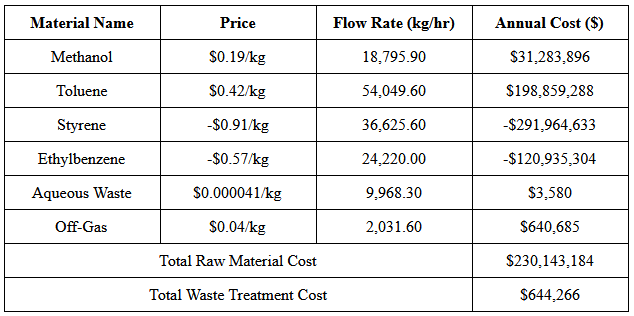 Material Name Price Flow Rate (kg/hr) Annual Cost ($)
Methanol $0.19/kg 18,795.90 $31,283,896
Toluene $0.42/kg 54,049.60 $198,859,288
Styrene -$0.91/kg 36,625.60 -$291,964,633
Ethylbenzene -$0.57/kg 24,220.00 -$120,935,304
Aqueous Waste $0.000041/kg 9,968.30 $3,580
Off-Gas $0.04/kg 2,031.60 $640,685
Total Raw Material Cost $230,143,184
Total Waste Treatment Cost $644,266